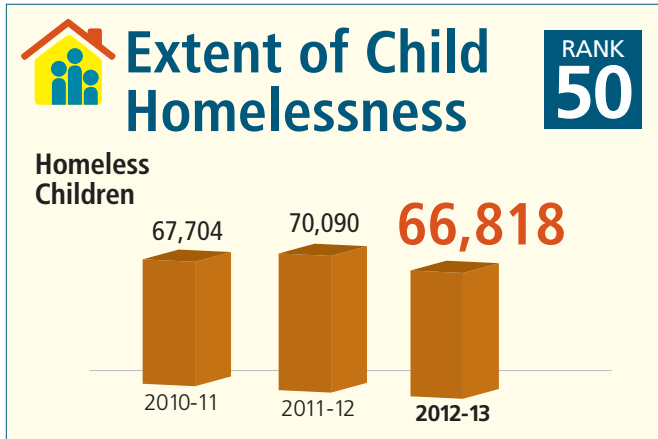 Extent of Child
Homelessness
RANK
50
Homeless
Children
67,704
70,090
66,818
2010-11
2011-12
2012-13